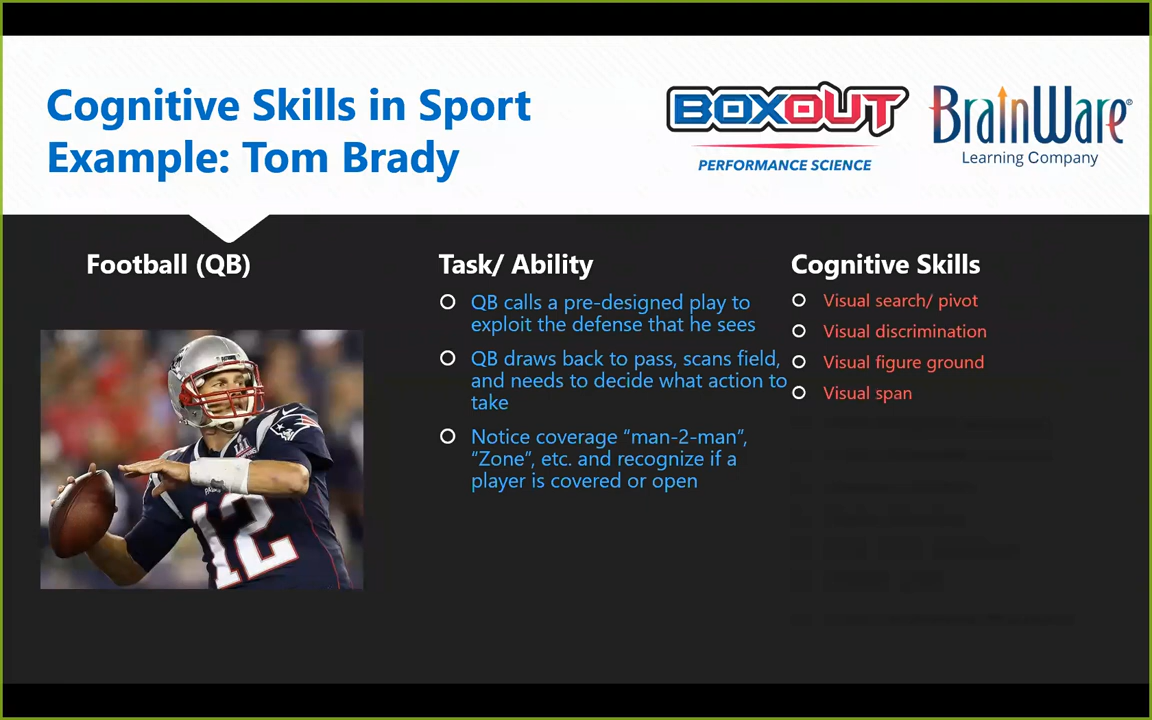 Cognitive Skills in Sport
Example: Tom Brady
BOXOUT
PERFORMANCE SCIENCE
BrainWare®
Learning Company
Football (QB)
12
Task/ Ability
QB calls a pre-designed play to
exploit the defense that he sees
QB draws back to pass, scans field,
and needs to decide what action to
take
Notice coverage “man-2-man”,
“Zone”, etc. and recognize if a
player is covered or open
Cognitive Skills
Visual search/ pivot
Visual discrimination
Visual figure ground
Visual span